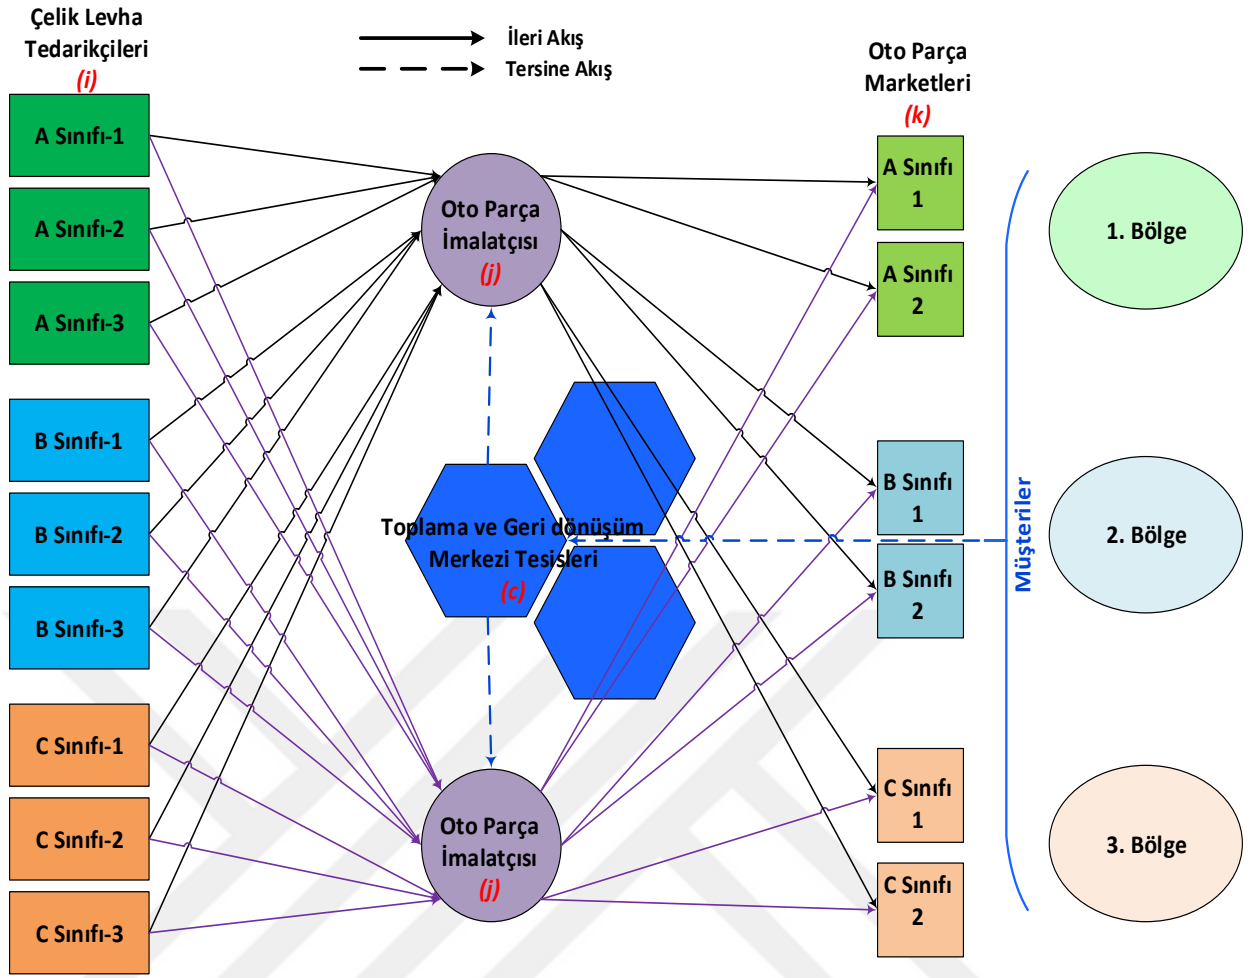 Çelik Levha
Tedarikçileri
(i)
İleri Akış
Tersine Akış
Oto Parça
Marketleri
(k)
A Sınıfı-1
A Sınıfı-2
A Sınıfı-3
B Sınıfı-1
B Sınıfı-2
B Sınıfı-3
C Sınıfı-1
C Sınıfı-2
C Sınıfı-3
Oto Parça
İmalatçısı
(j)
Toplama ve Geri dönüşüm
Merkezi Tesisleri
(c)
Oto Parça
İmalatçısı
(j)
A Sınıfı
1
A Sınıfı
2
B Sınıfı
1
B Sınıfı
2
C Sınıfı
1
C Sınıfı
2
Müşteriler
1. Bölge
2. Bölge
3. Bölge